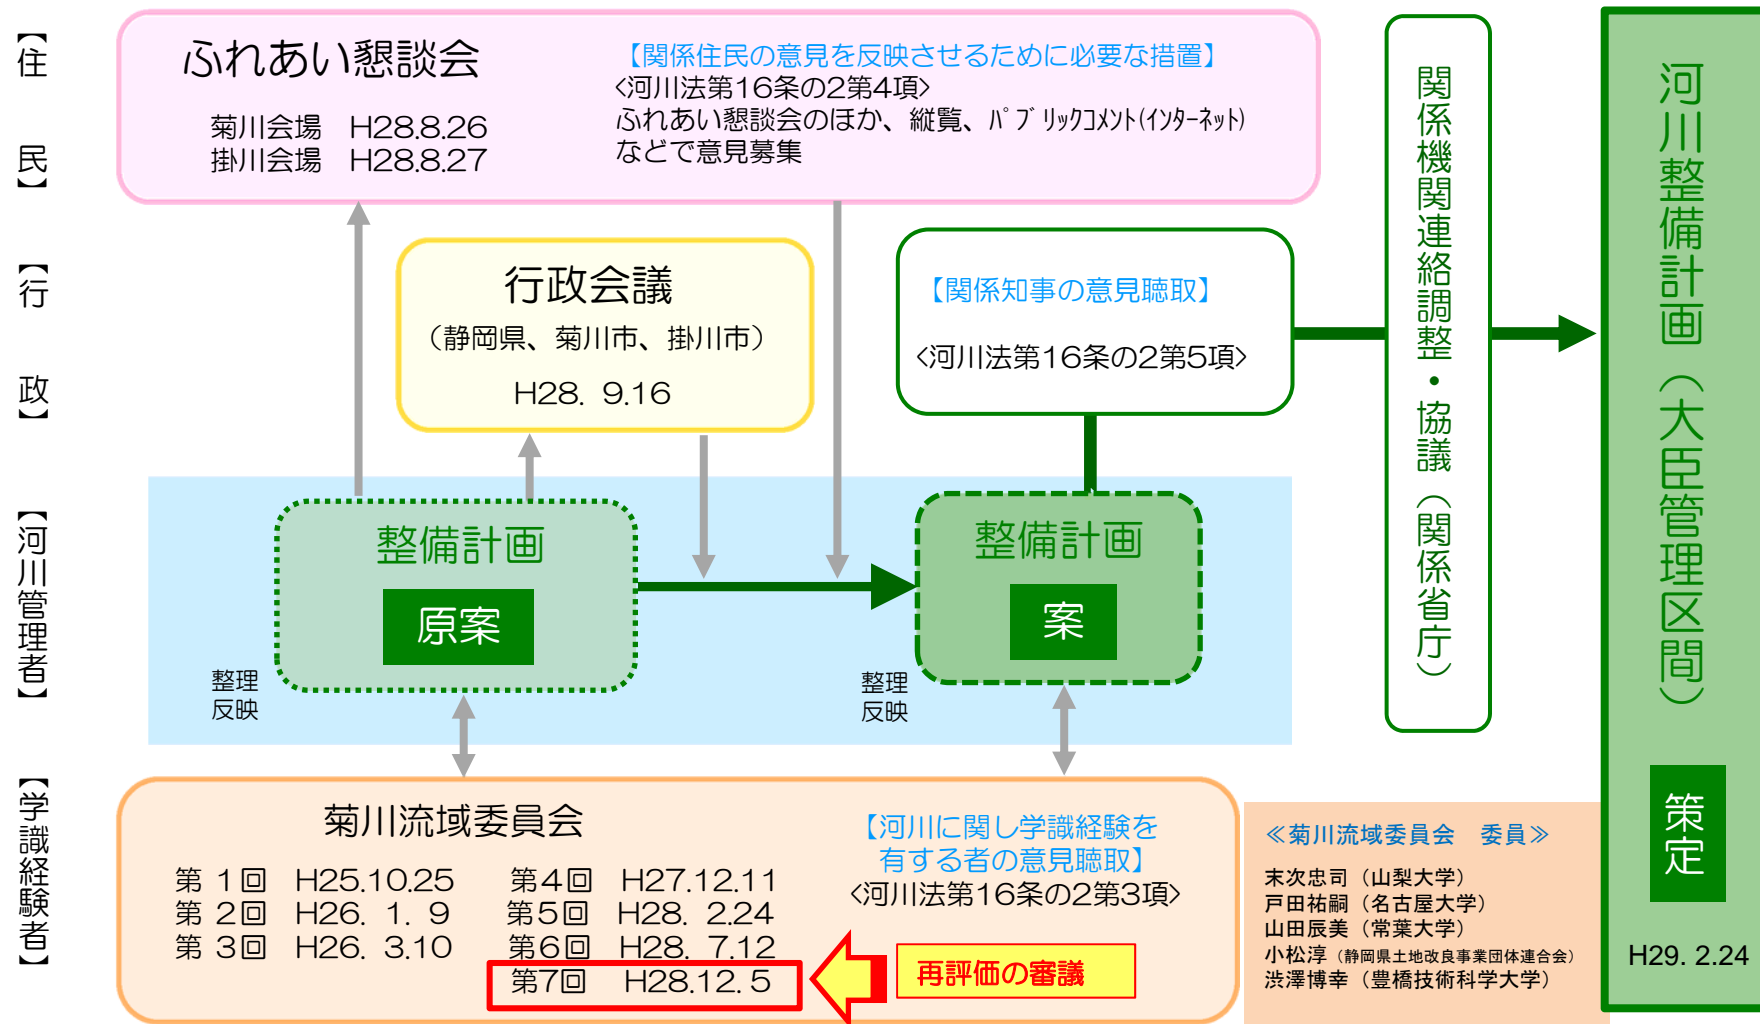 【住民】
ふれあい懇談会
菊川会場 H28.8.26
掛川会場 H28.8.27
【関係住民の意見を反映させるために必要な措置】
<河川法第16条の2第4項>
ふれあい懇談会のほか、縦覧、パブリックコメント(インターネット)
などで意見募集
【行政】
行政会議
（静岡県、菊川市、掛川市）
H28. 9.16
【関係知事の意見聴取】
<河川法第16条の2第5項>
【河川管理者】
整備計画
原案
整理
反映
整備計画
案
整理
反映
【学識経験者】
菊川流域委員会
第 1回 H25.10.25
第 2回 H26. 1. 9
第 3回 H26. 3.10
第4回 H27.12.11
第5回 H28. 2.24
第6回 H28. 7.12
第7回 H28.12. 5
【河川に関し学識経験を
有する者の意見聴取】
<河川法第16条の2第3項>
再評価の審議
≪菊川流域委員会 委員≫
末次忠司（山梨大学）
戸田祐嗣（名古屋大学）
山田辰美（常葉大学）
小松淳（静岡県土地改良事業団体連合会）
渋澤博幸（豊橋技術科学大学）
関係機関連絡調整・協議（関係省庁）
河川整備計画（大臣管理区間）
策定
H29. 2.24